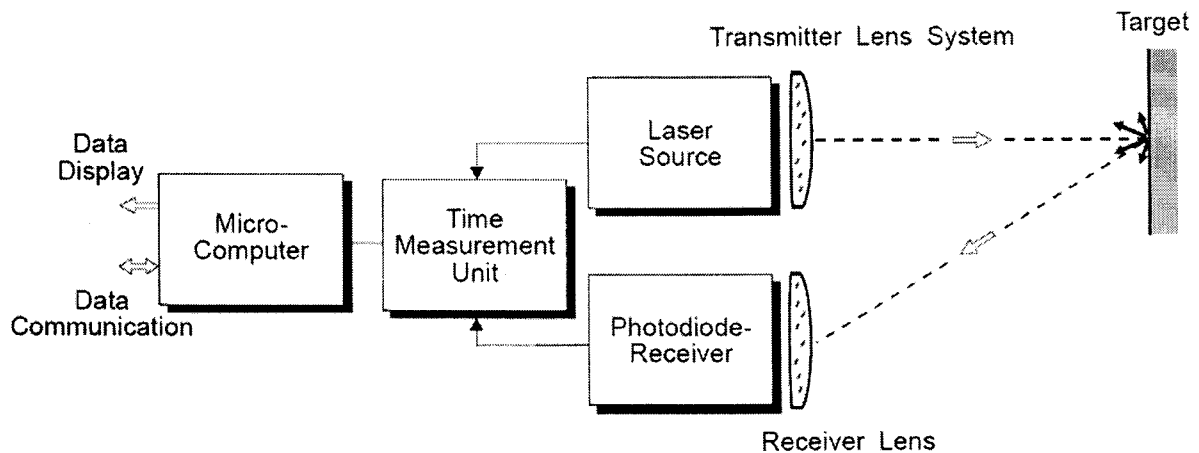 Target
Transmitter Lens System
Laser
Source
Data
Display
Micro-
Computer
Time
Measurement
Unit
Data
Communication
Photodiode-
Receiver
Receiver Lens